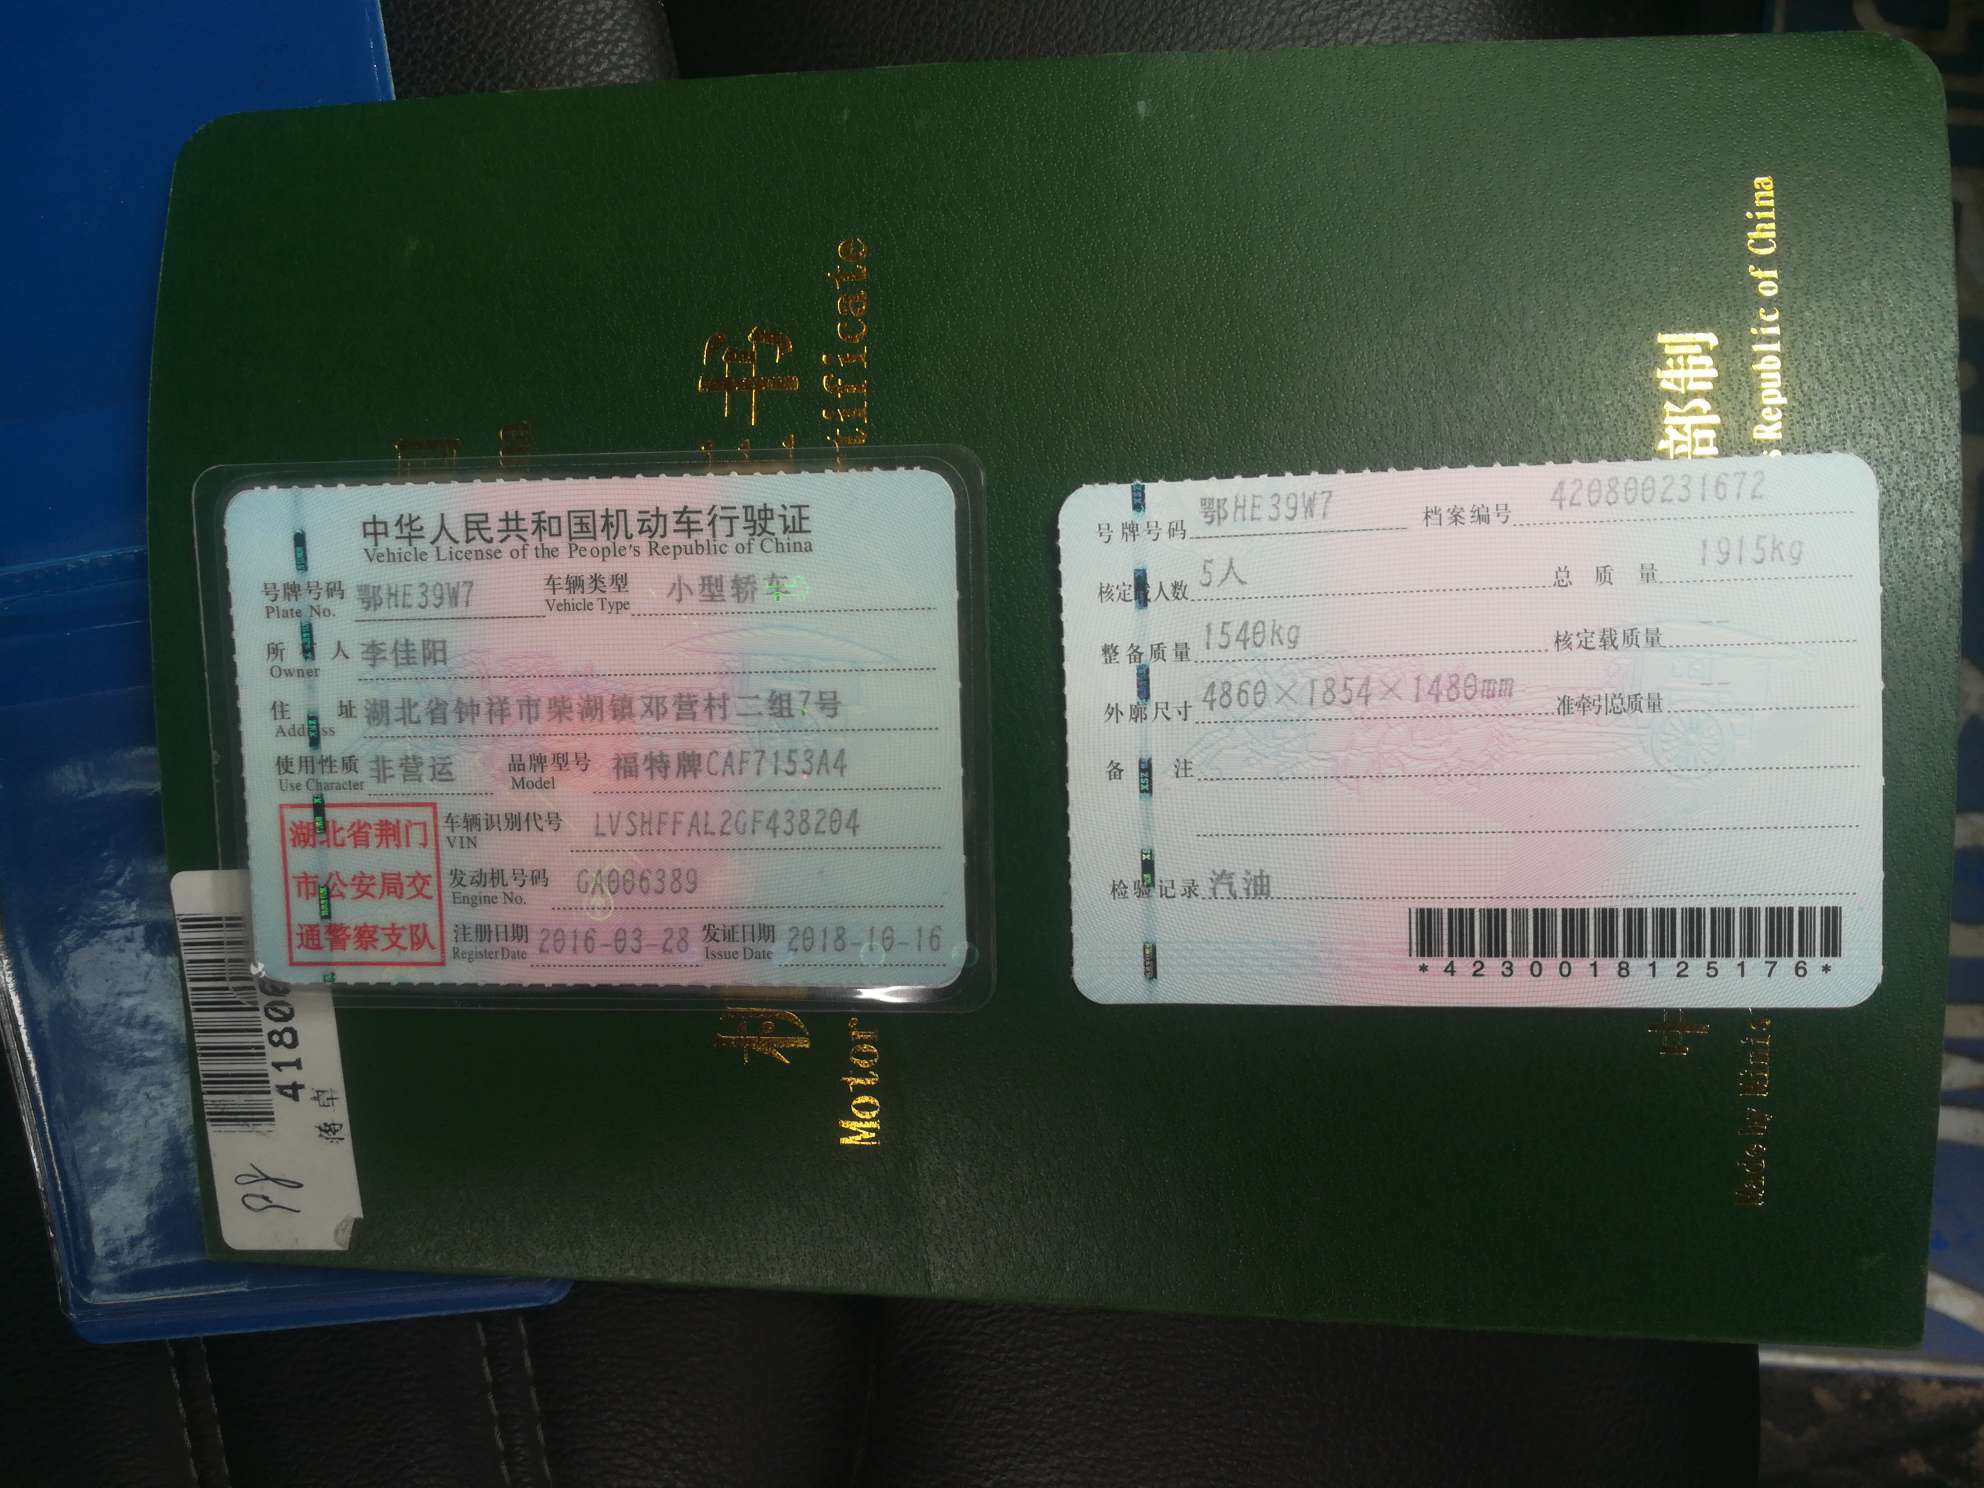 中华人民共和国机动车行驶证
Vehicle License of the People's Republic of China
号牌号码 鄂HE39W7 车辆类型 小型轿车
Plate No. Vehicle Type
所 人 李佳阳
Owner
住 址 湖北省钟祥市柴湖镇邓营村二组7号
Address
使用性质 非营运 品牌型号 福特牌CAF7153A4
Use Character Model
湖北省荆门
市公安局交
通警察支队
车辆识别代号 LVSHFFAL2GF438204
VIN
发动机号码 GA006389
Engine No.
注册日期 2016-03-28 发证日期 2018-10-16
Register Date Issue Date
号牌号码 鄂HE39W7 档案编号 420800231672
核定载人数 5人 总质量 1915kg
整备质量 1540kg 核定载质量 --
外廓尺寸 4860×1854×1480mm 准牵引总质量 --
备 注
检验记录 汽油
*4230018125176*
书
tificate
机
Motor
部制
Republic of China
中
Made by Minis
4180